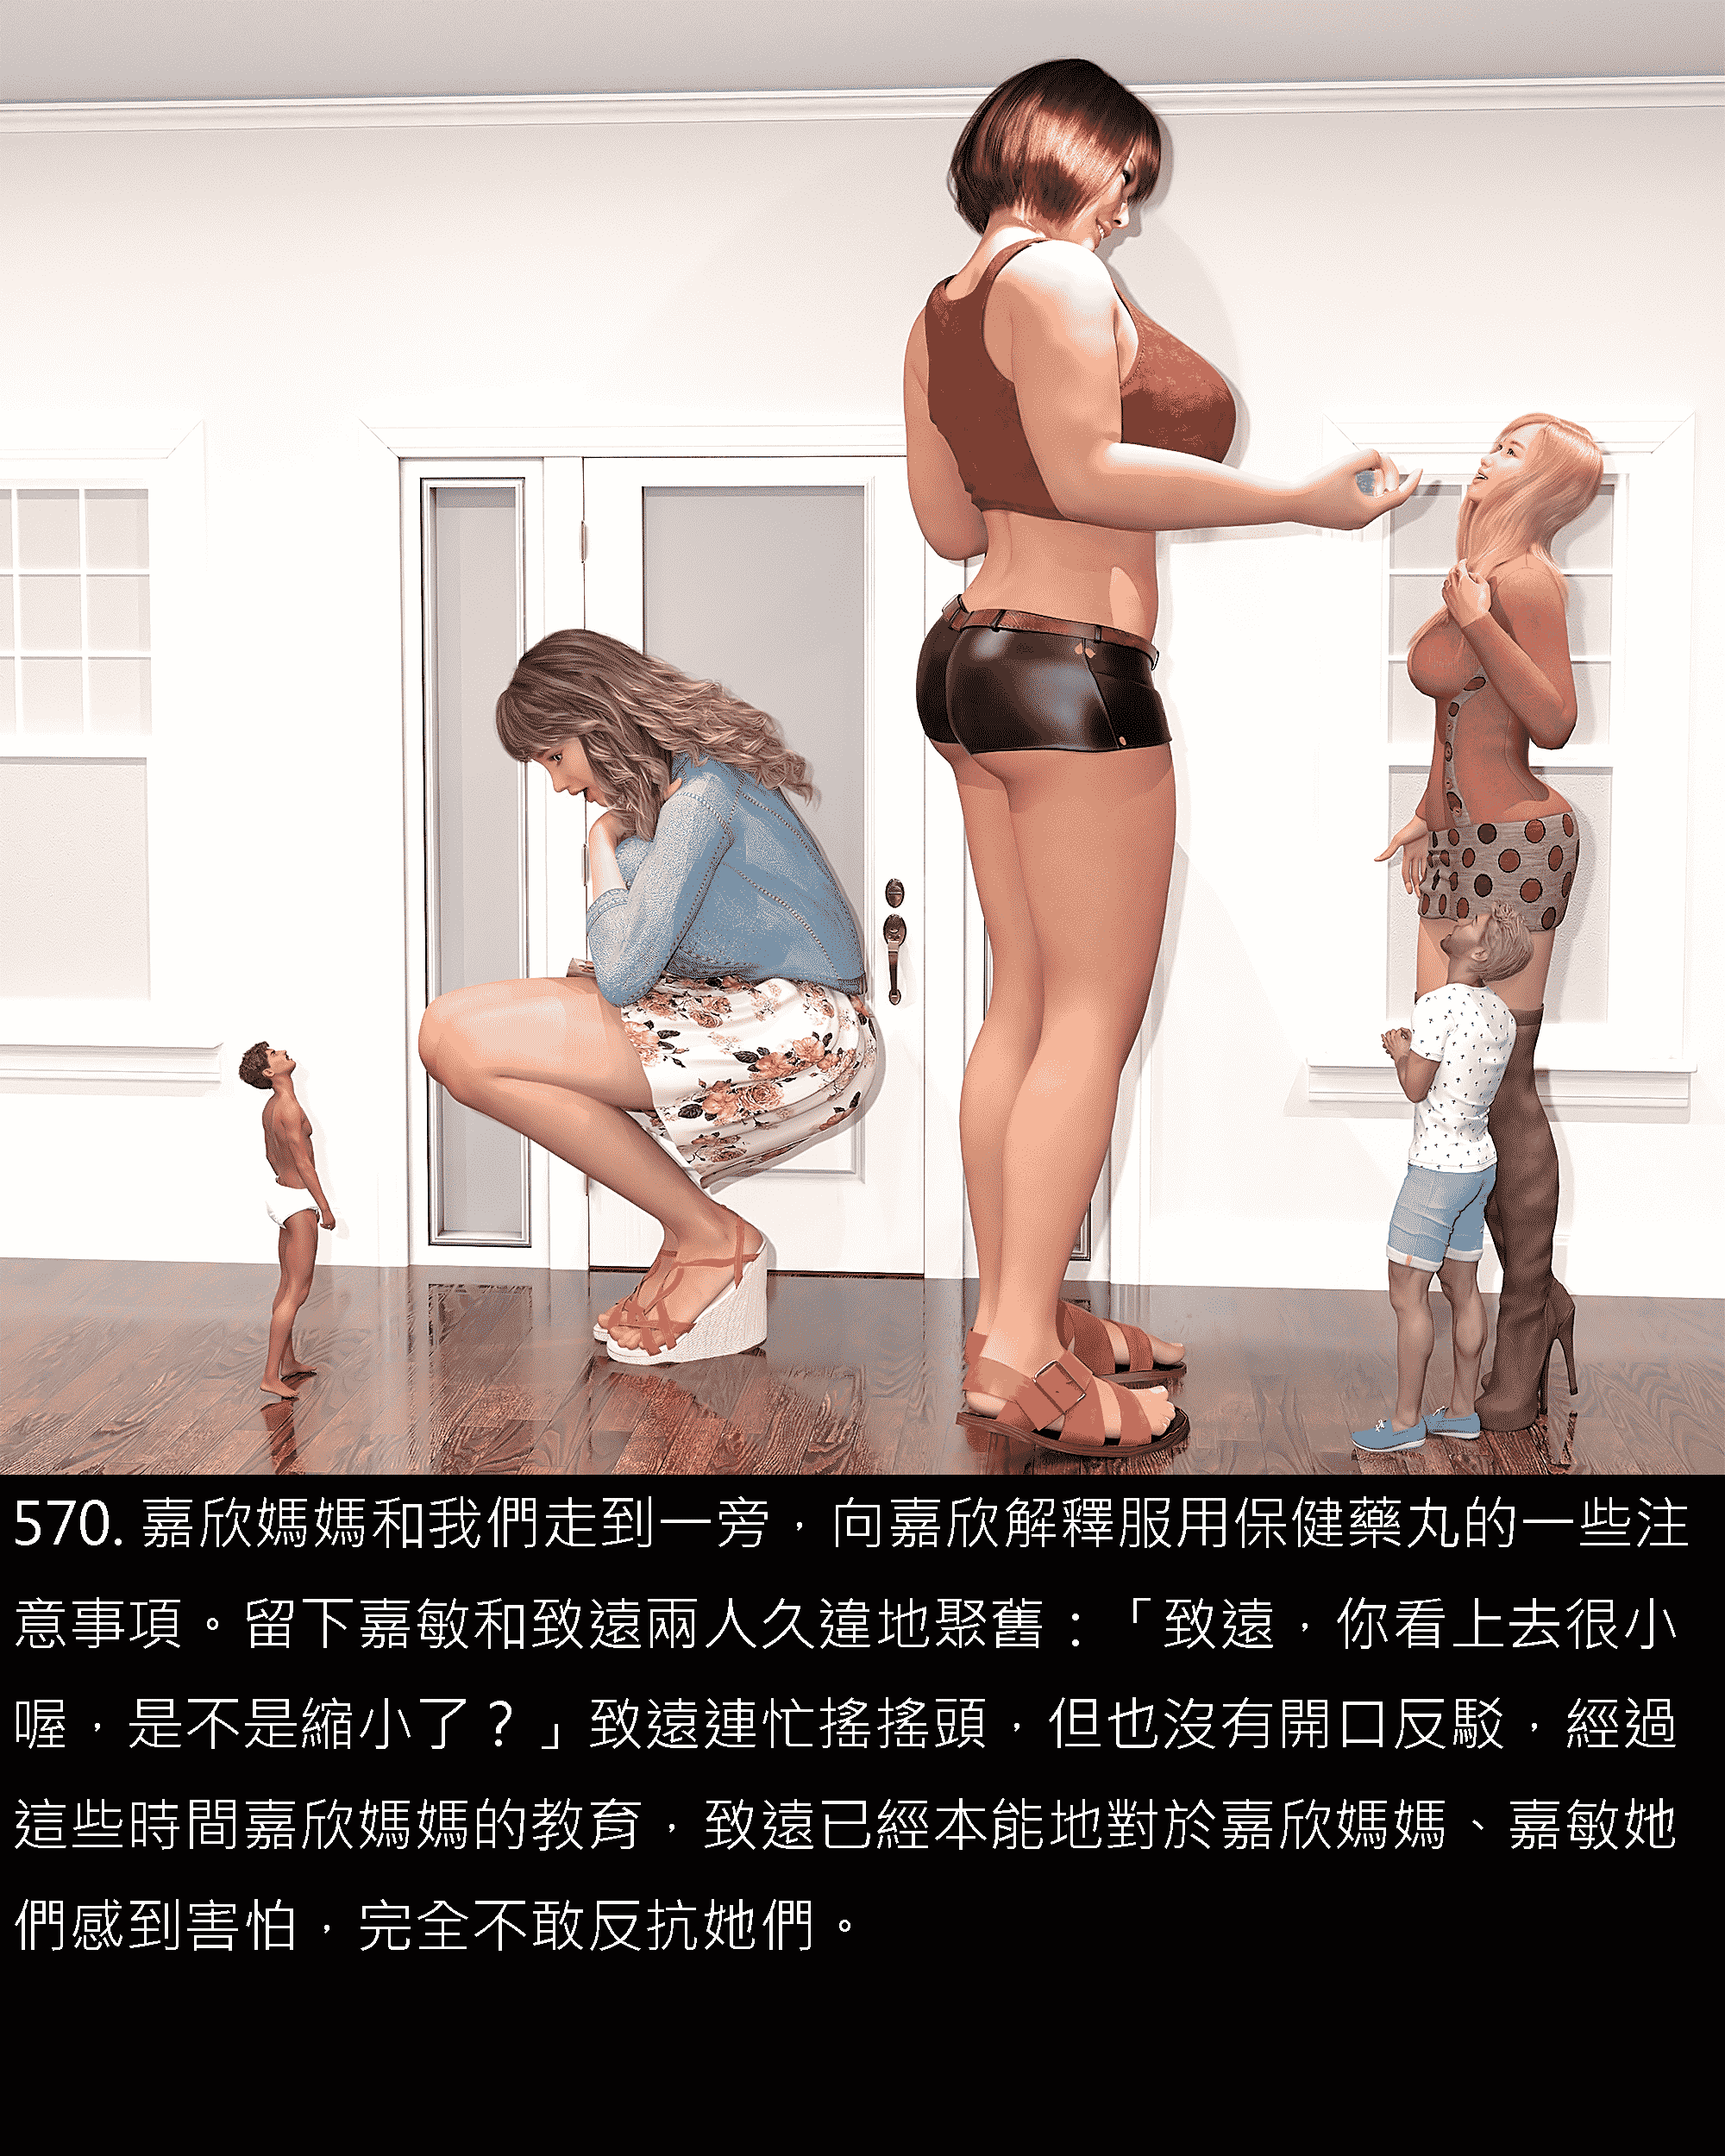 570. 嘉欣媽媽和我們走到一旁，向嘉欣解釋服用保健藥丸的一些注
意事項。留下嘉敏和致遠兩人久違地聚舊：「致遠，你看上去很小
喔，是不是縮小了？」致遠連忙搖搖頭，但也沒有開口反駁，經過
這些時間嘉欣媽媽的教育，致遠已經本能地對於嘉欣媽媽、嘉敏她
們感到害怕，完全不敢反抗她們。